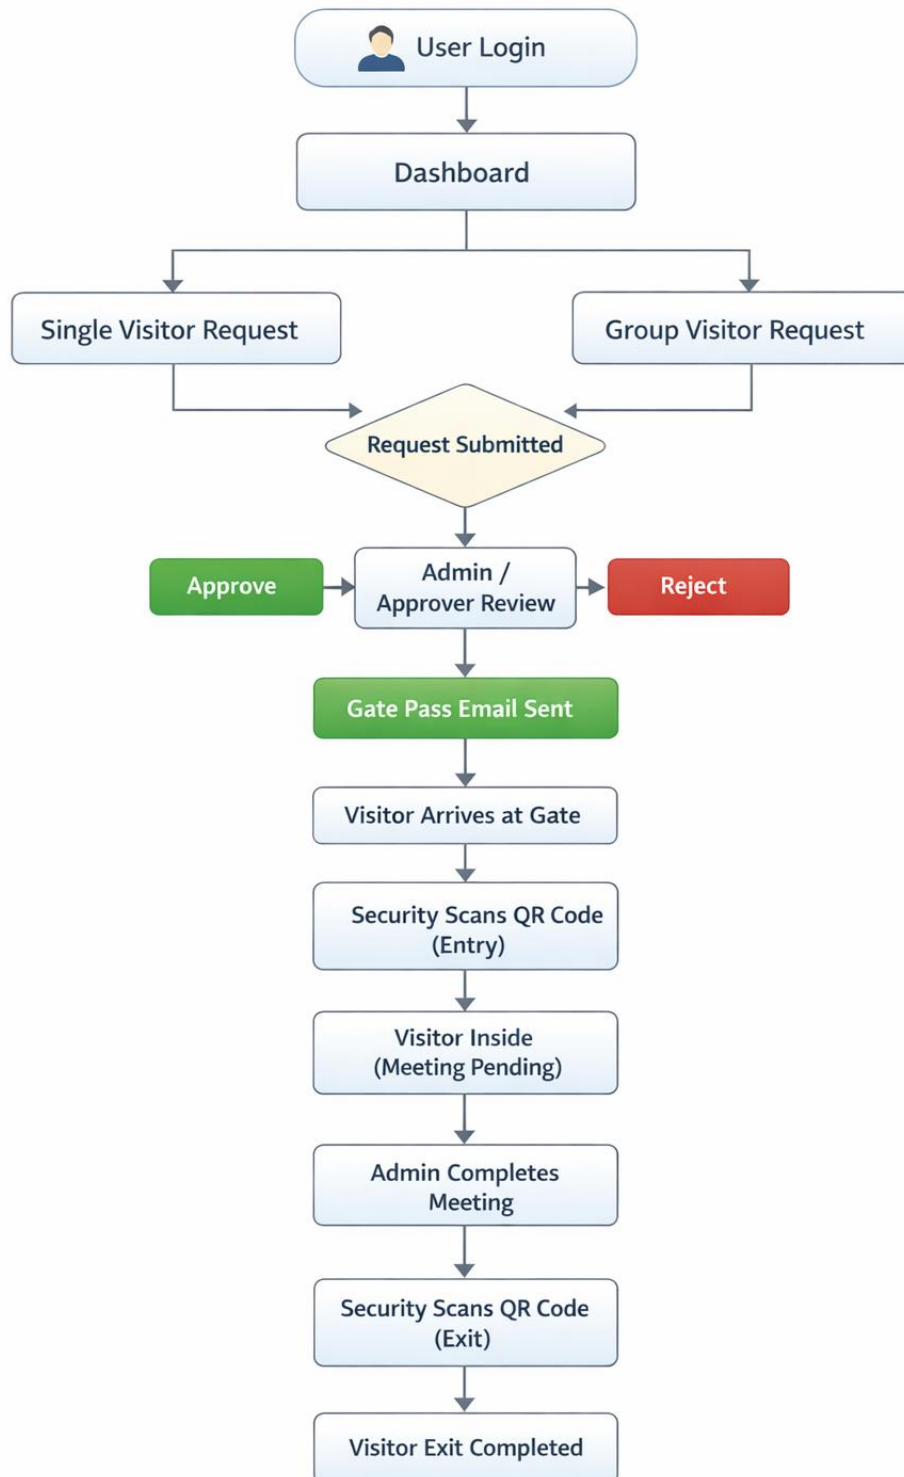 User Login
Dashboard
Single Visitor Request
Group Visitor Request
Request Submitted
Approve
Admin /
Approver Review
Reject
Gate Pass Email Sent
Visitor Arrives at Gate
Security Scans QR Code
(Entry)
Visitor Inside
(Meeting Pending)
Admin Completes
Meeting
Security Scans QR Code
(Exit)
Visitor Exit Completed